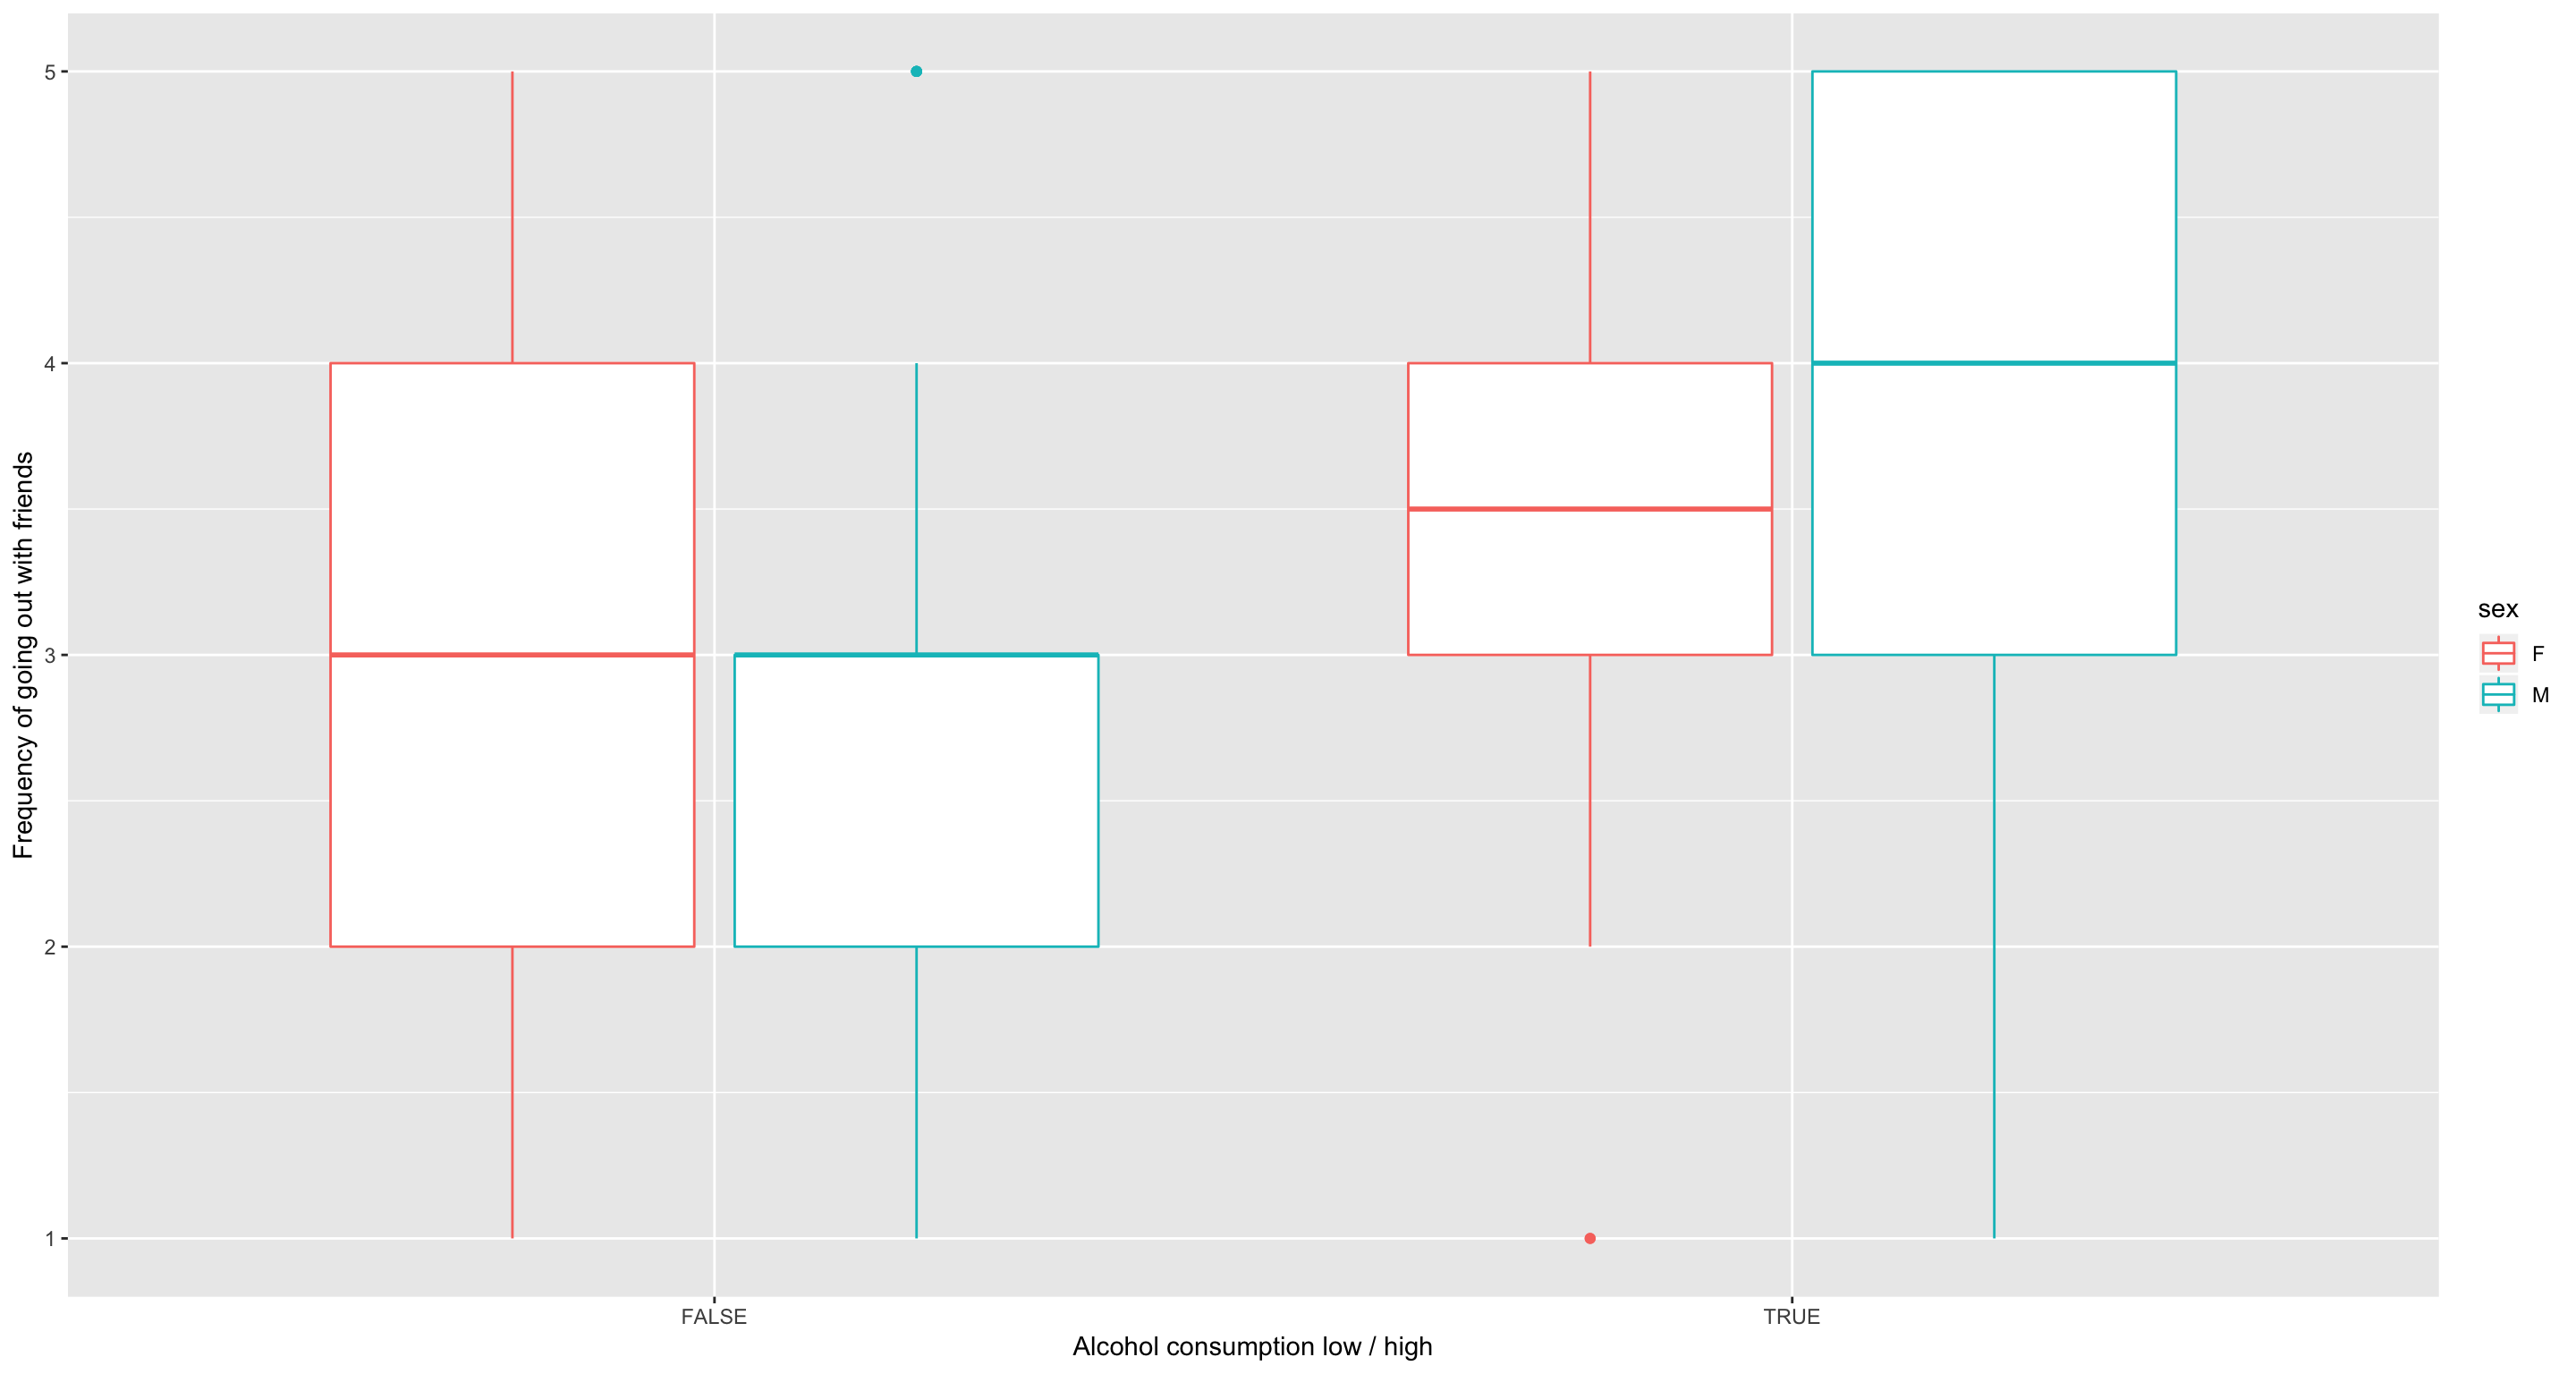 Frequency of going out with friends
5
4
3
2
1
FALSE
TRUE
Alcohol consumption low / high
sex
F
M